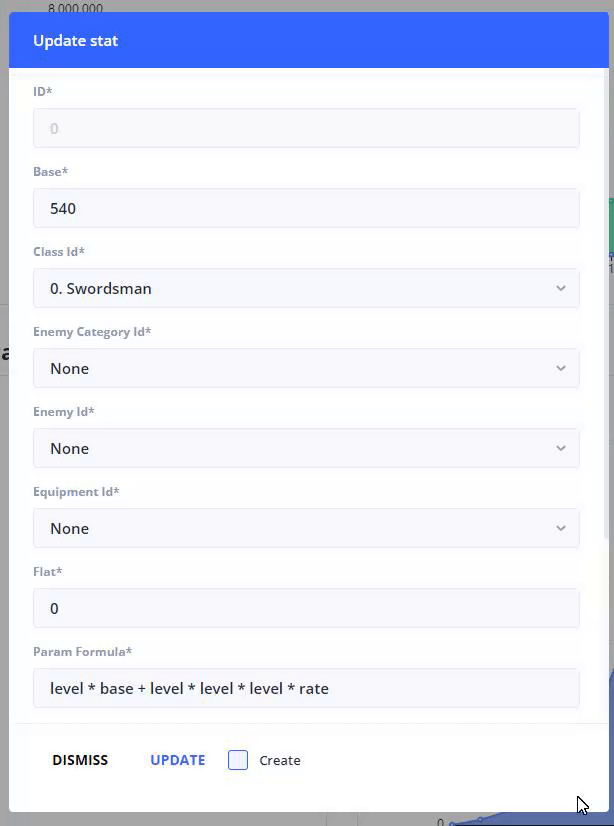 8,000,000
Update stat
ID*
0
Base*
540
Class Id*
0. Swordsman
Enemy Category Id*
None
Enemy Id*
None
Equipment Id*
None
Flat*
0
Param Formula*
level * base + level * level * level * rate
DISMISS UPDATE Create
0